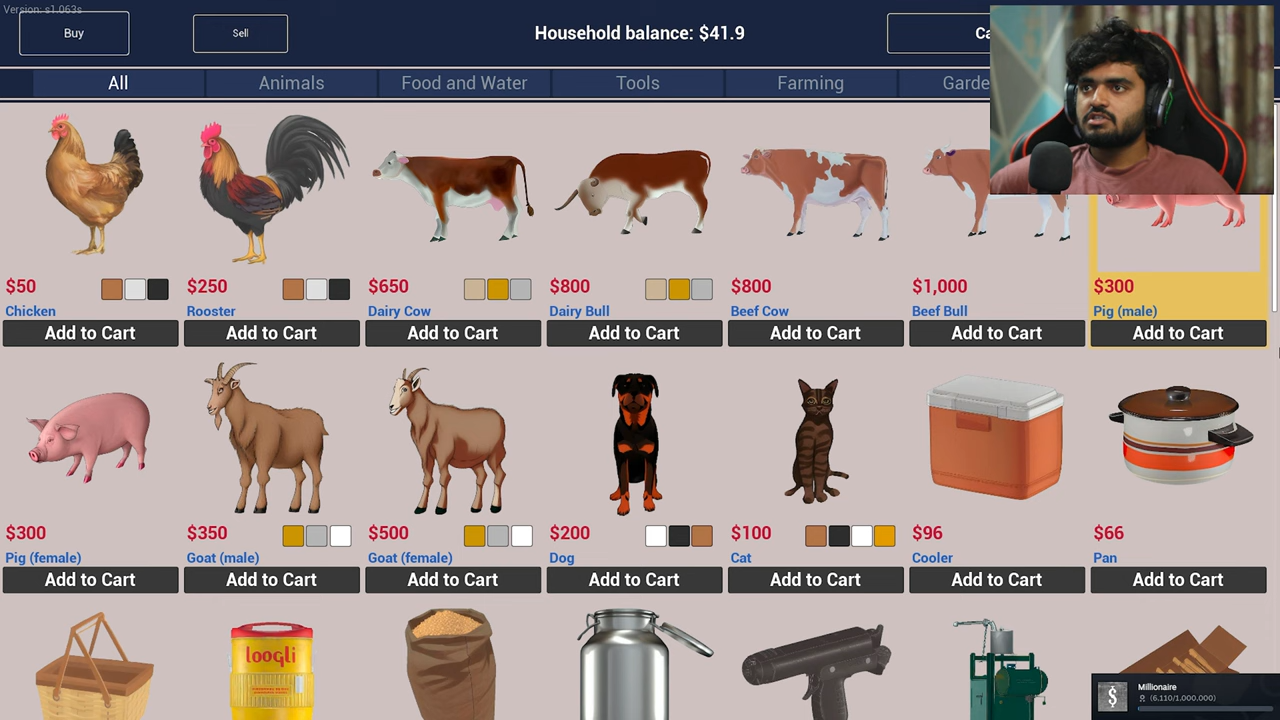 Version: s1.063s
Buy
Sell
Household balance: $41.9
Ca
All
Animals
Food and Water
Tools
Farming
Garde
$50
Chicken
Add to Cart
$250
Rooster
Add to Cart
$650
Dairy Cow
Add to Cart
$800
Dairy Bull
Add to Cart
$800
Beef Cow
Add to Cart
$1,000
Beef Bull
Add to Cart
$300
Pig (male)
Add to Cart
$300
Pig (female)
Add to Cart
$350
Goat (male)
Add to Cart
$500
Goat (female)
Add to Cart
$200
Dog
Add to Cart
$100
Cat
Add to Cart
$96
Cooler
Add to Cart
$66
Pan
Add to Cart
looqli
Millionaire
(6,110/1,000,000)